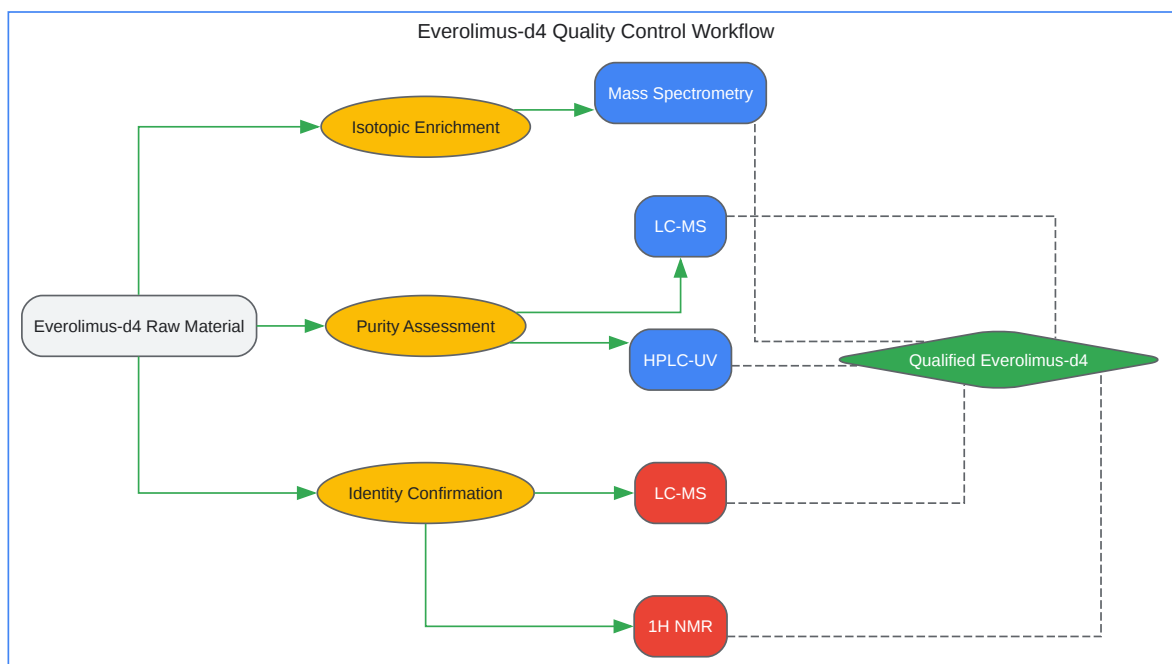 Everolimus-d4 Quality Control Workflow
Mass Spectrometry
Isotopic Enrichment
LC-MS
Everolimus-d4 Raw Material
Purity Assessment
HPLC-UV
Qualified Everolimus-d4
Identity Confirmation
LC-MS
1H NMR